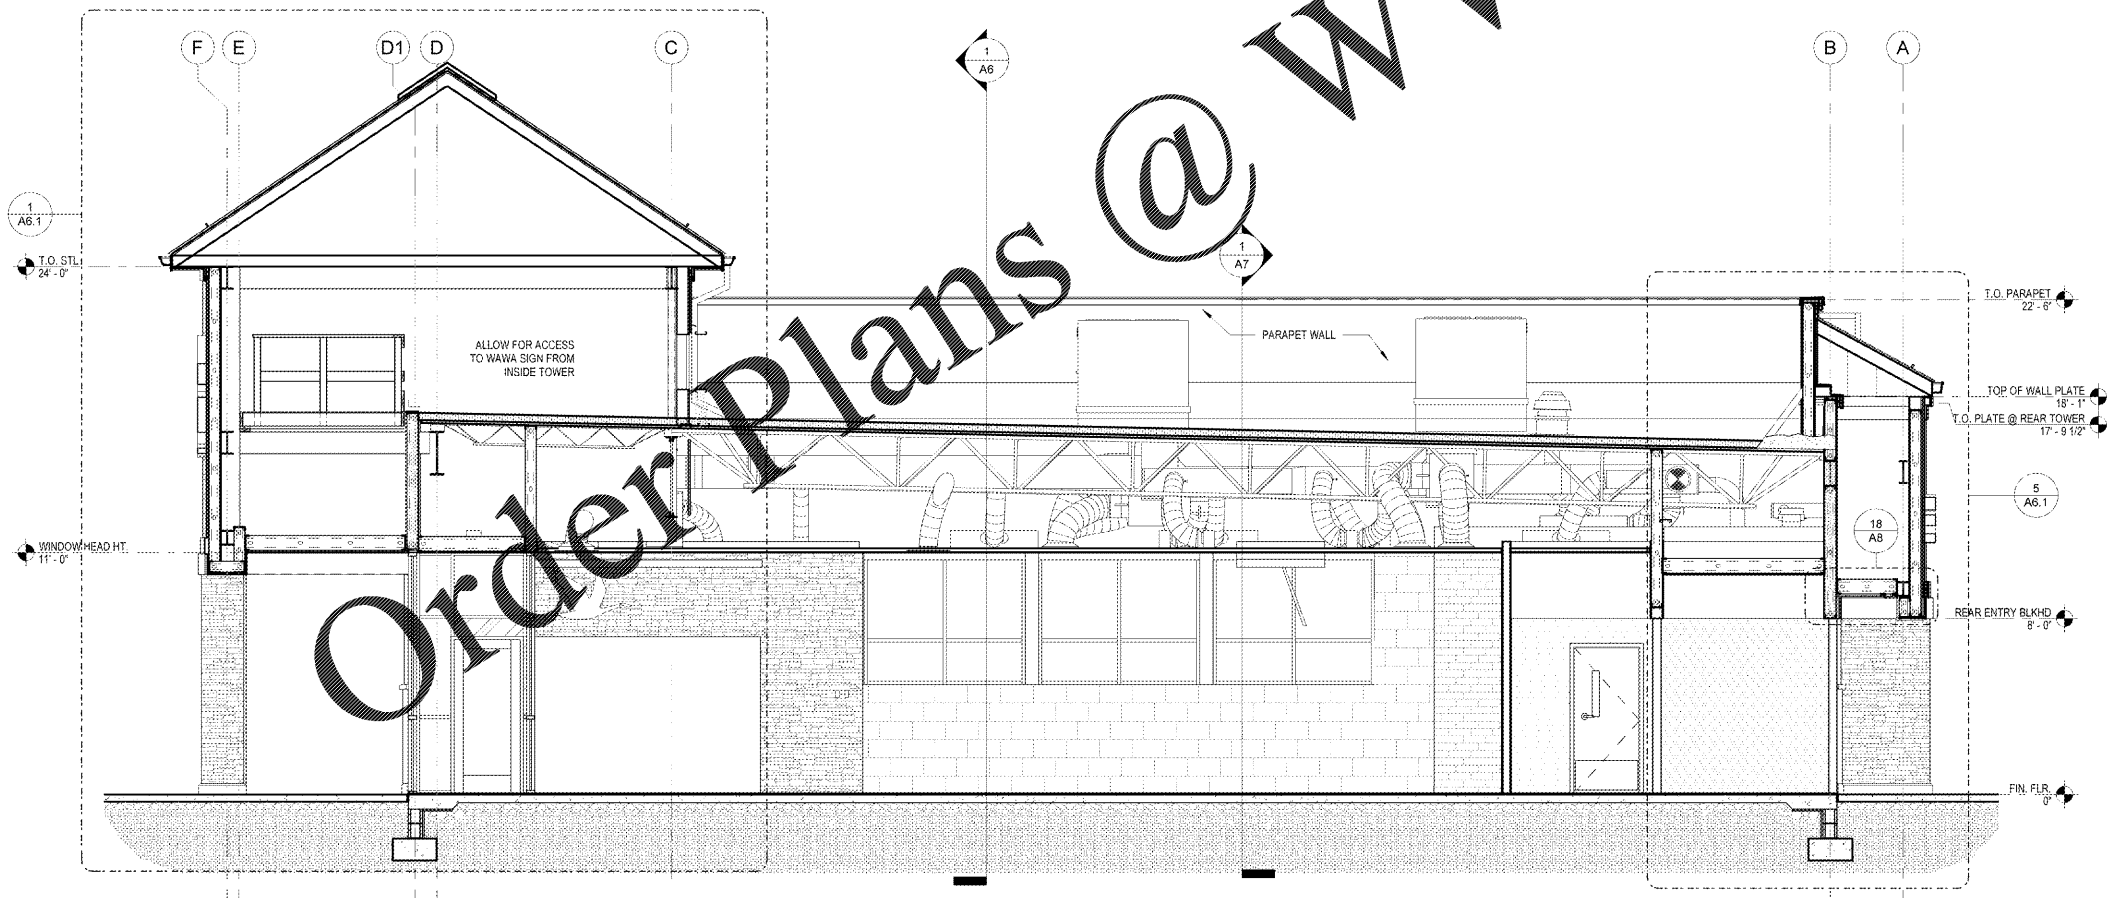 F
E
D1
D
C
1
A6
B
A
1
A6.1
T.O. STL
24' - 0"
1
A7
T.O. PARAPET
22' - 6"
PARAPET WALL
ALLOW FOR ACCESS
TO WAWA SIGN FROM
INSIDE TOWER
TOP OF WALL PLATE
18' - 1"
T.O. PLATE @ REAR TOWER
17' - 9 1/2"
5
A6.1
18
A8
WINDOW HEAD HT
11' - 0"
REAR ENTRY BLKHD
8' - 0"
FIN. FLR.
0"
Order Plans @